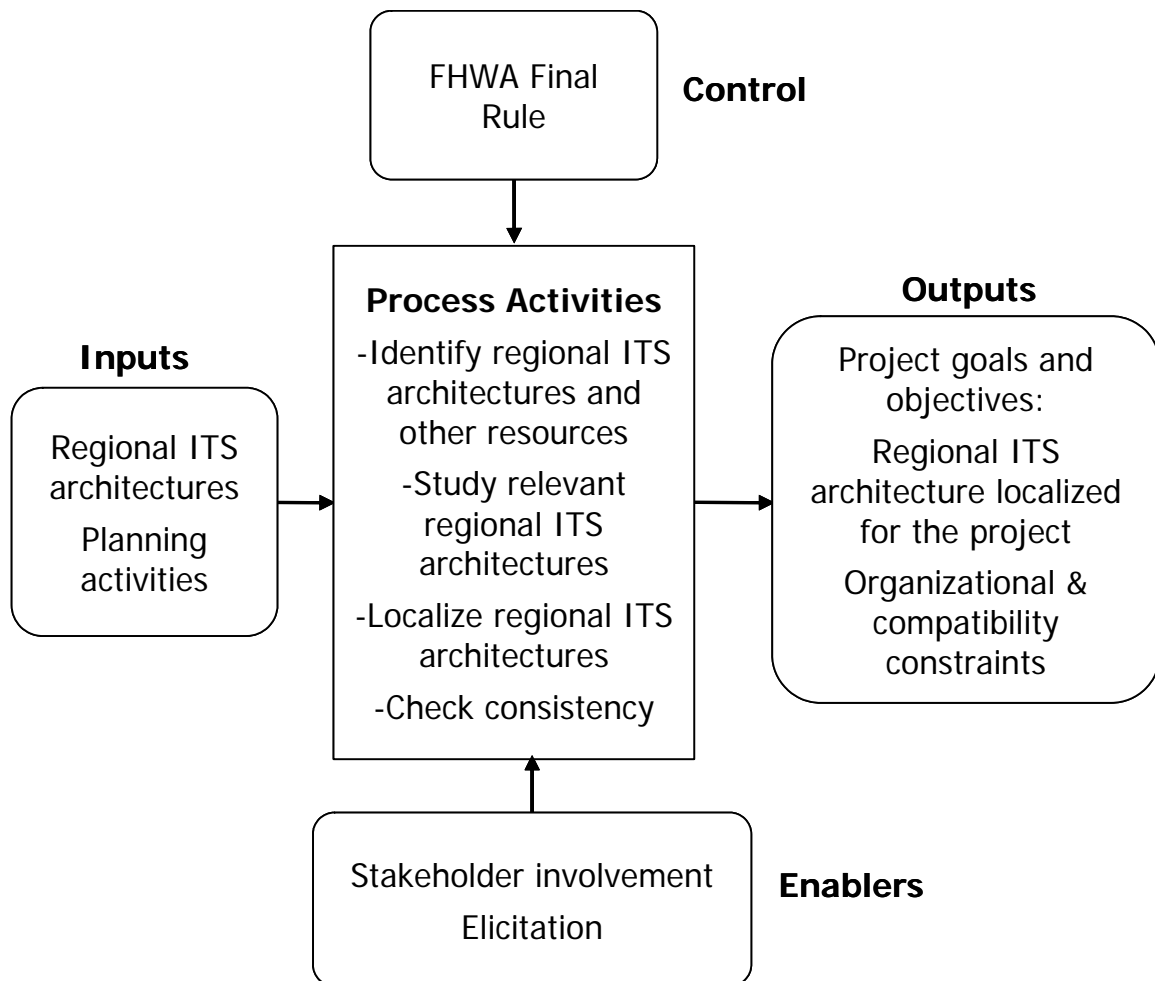 FHWA Final
Rule
Control
Process Activities
-Identify regional ITS
architectures and
other resources
-Study relevant
regional ITS
architectures
-Localize regional ITS
architectures
-Check consistency
Inputs
Regional ITS
architectures
Planning
activities
Outputs
Project goals and
objectives:
Regional ITS
architecture localized
for the project
Organizational &
compatibility
constraints
Stakeholder involvement
Elicitation
Enablers